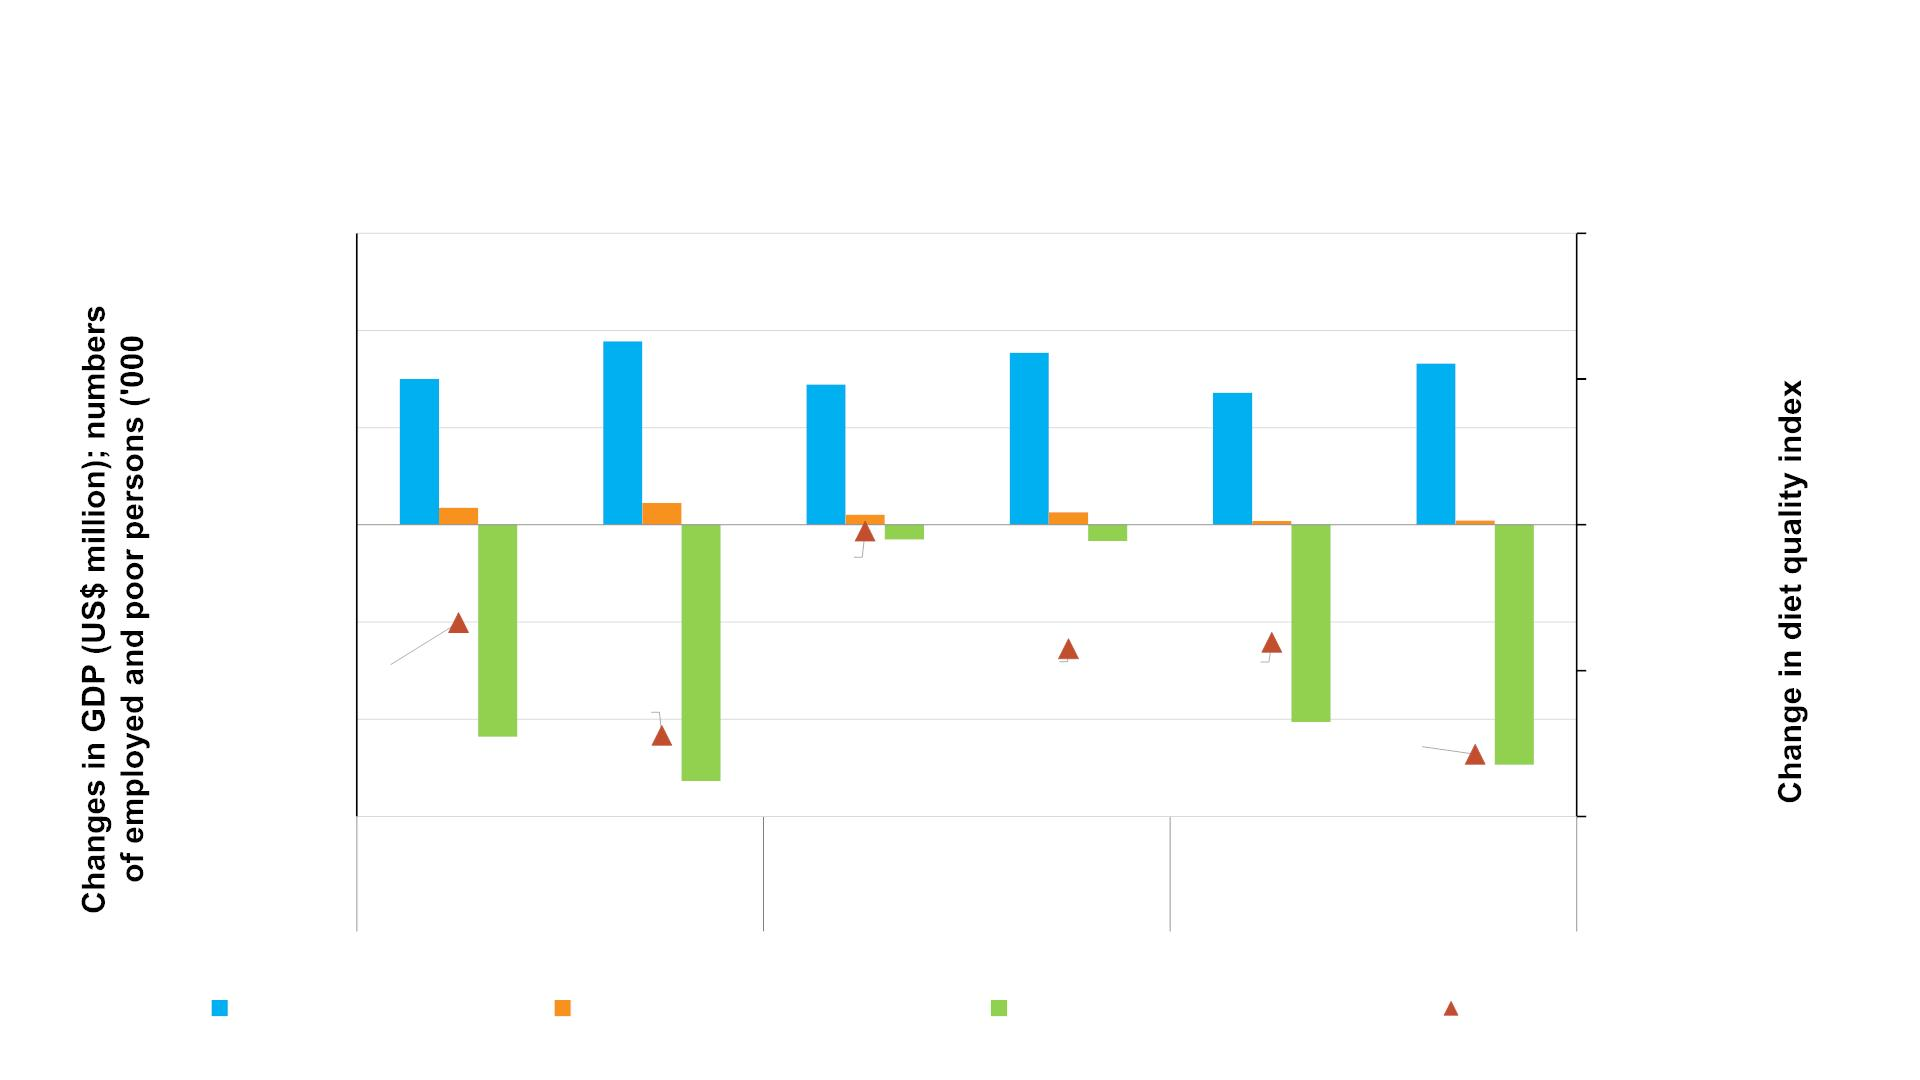 Changes in GDP (US$ million); numbers
of employed and poor persons ('000
Change in diet quality index